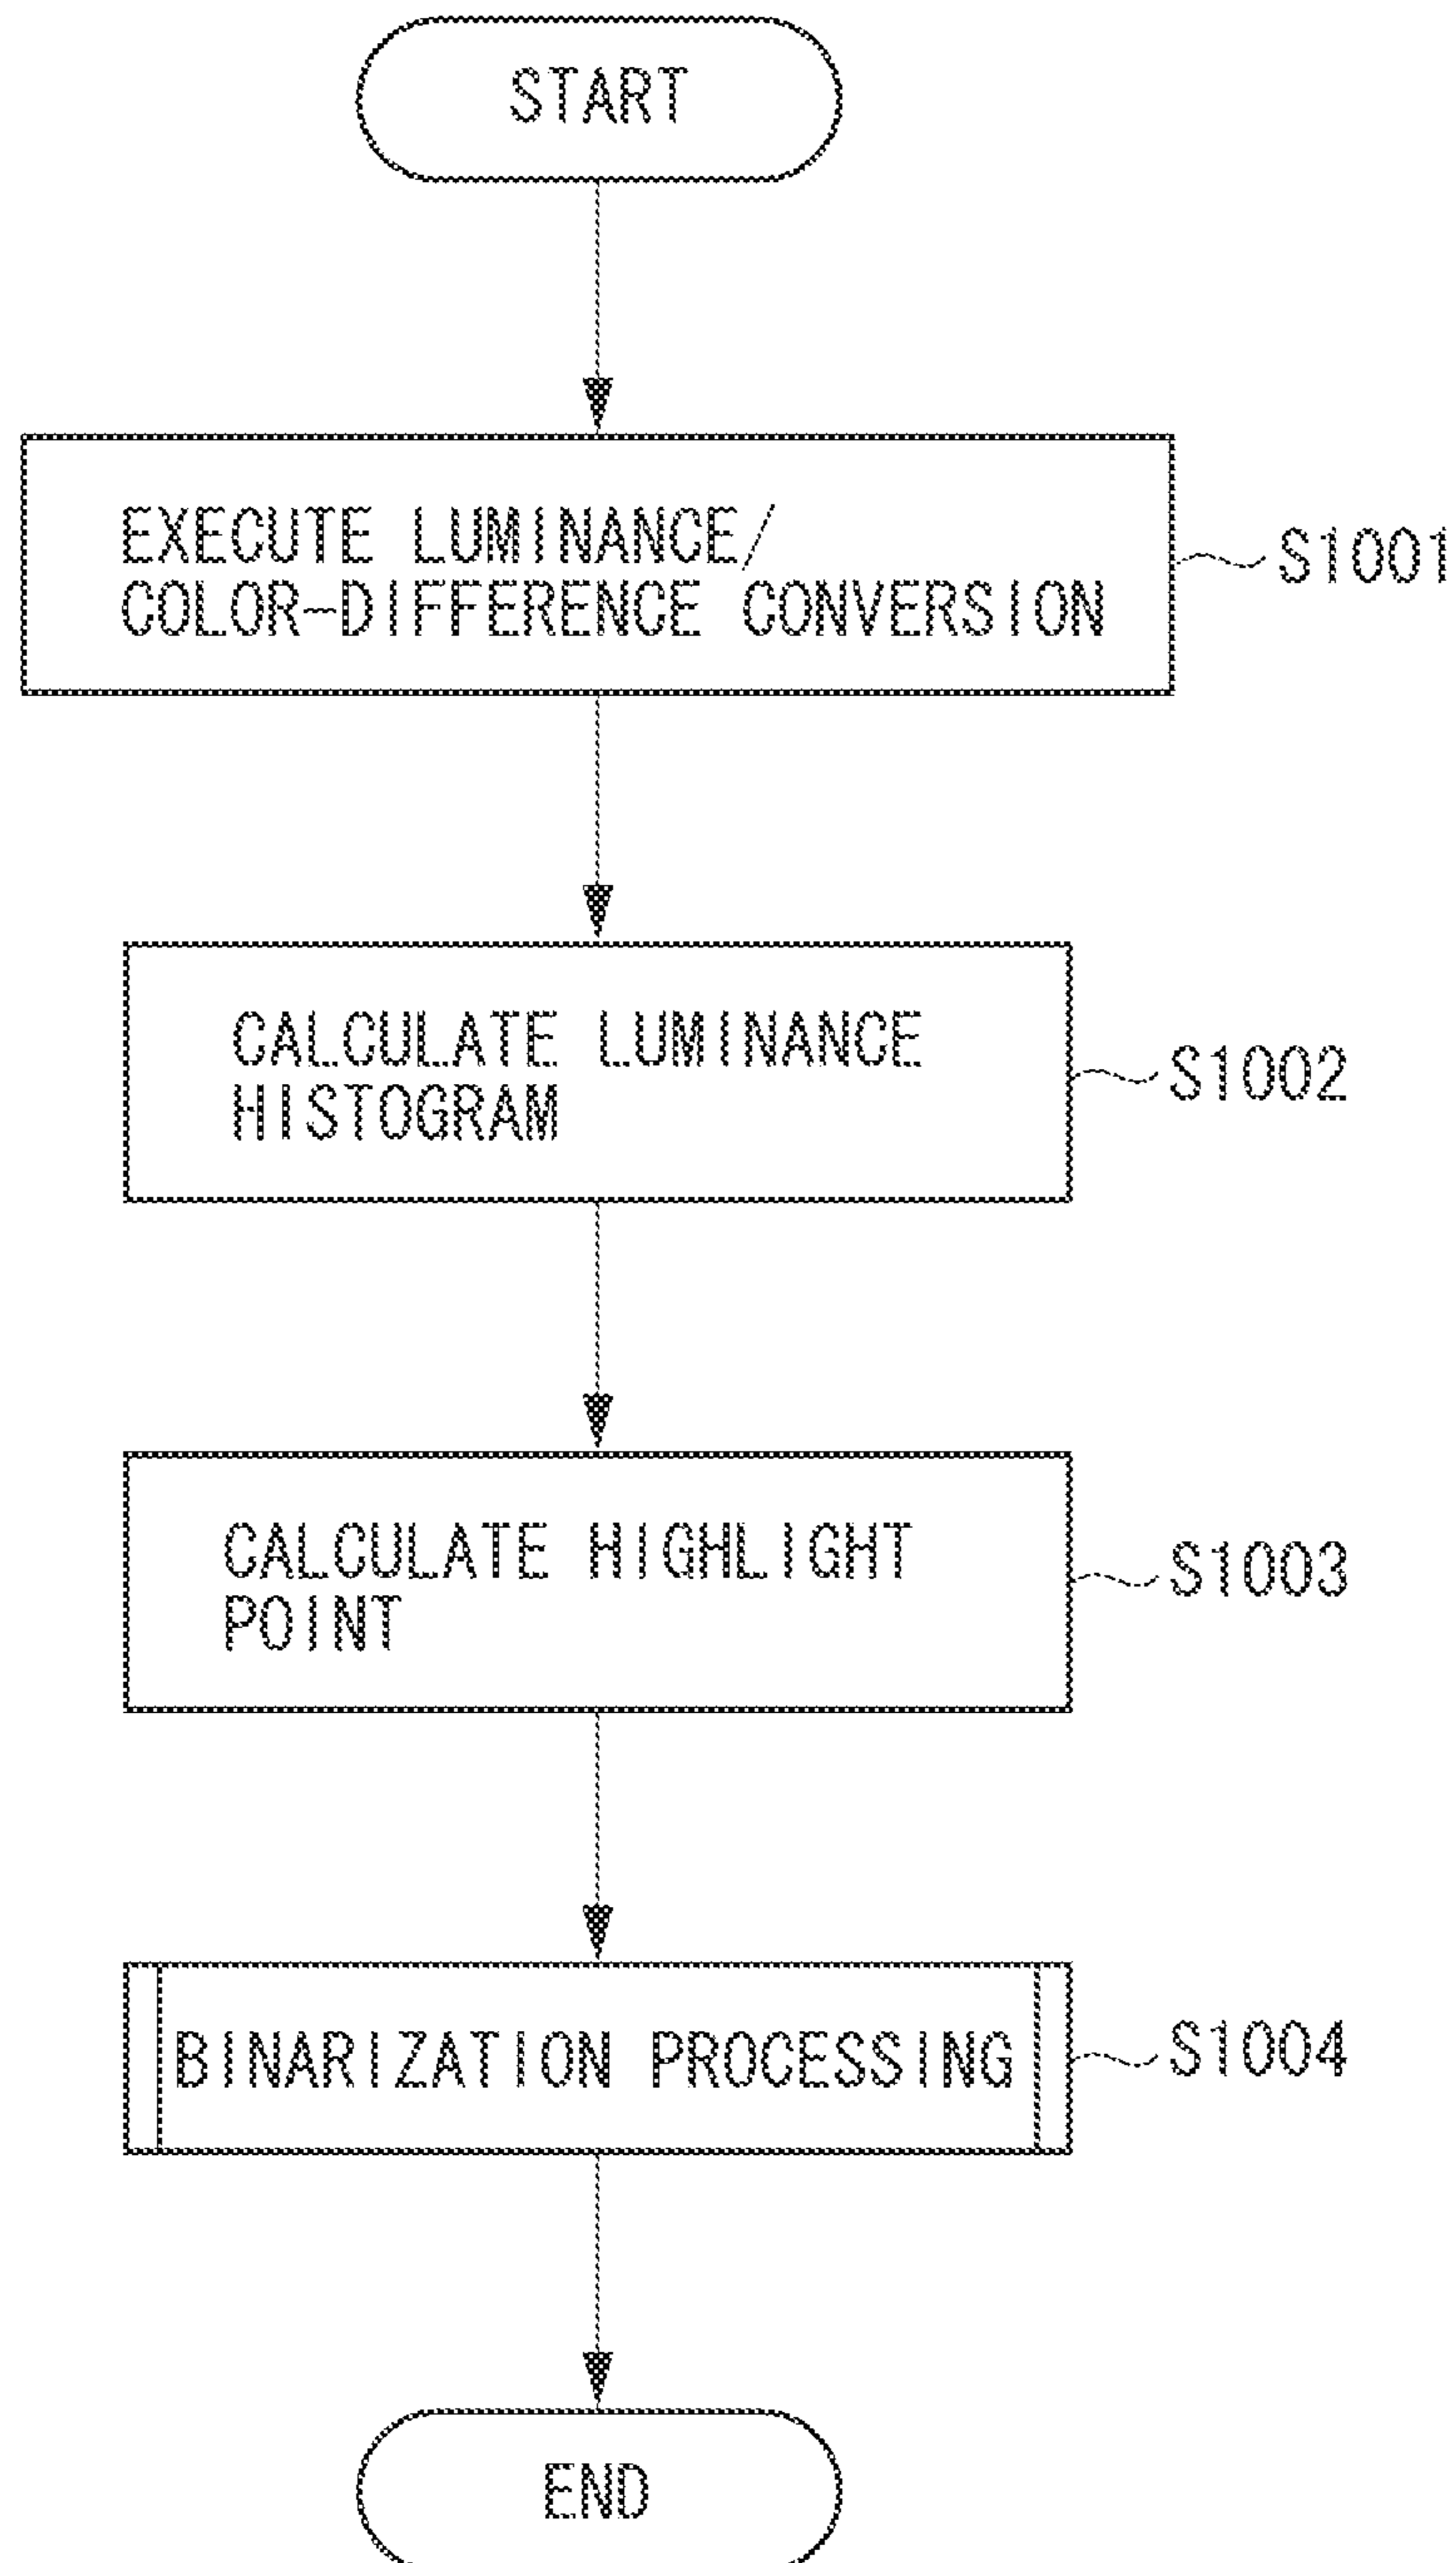 START
EXECUTE LUMINANCE/
COLOR-DIFFERENCE CONVERSION
S1001
CALCULATE LUMINANCE
HISTOGRAM
S1002
CALCULATE HIGHLIGHT
POINT
S1003
BINARIZATION PROCESSING
S1004
END